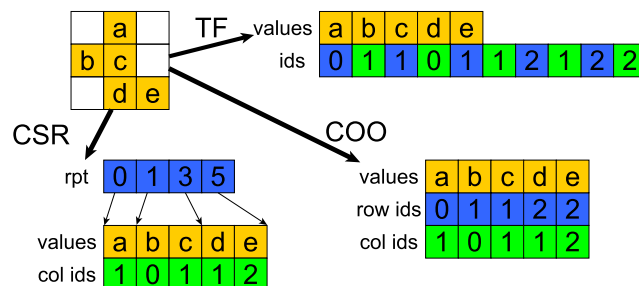 a
b c
d e
TF
values a b c d e
ids 0 1 1 0 1 1 2 1 2 2
CSR
COO
rpt 0 1 3 5
values a b c d e
row ids 0 1 1 2 2
col ids 1 0 1 1 2
values a b c d e
col ids 1 0 1 1 2